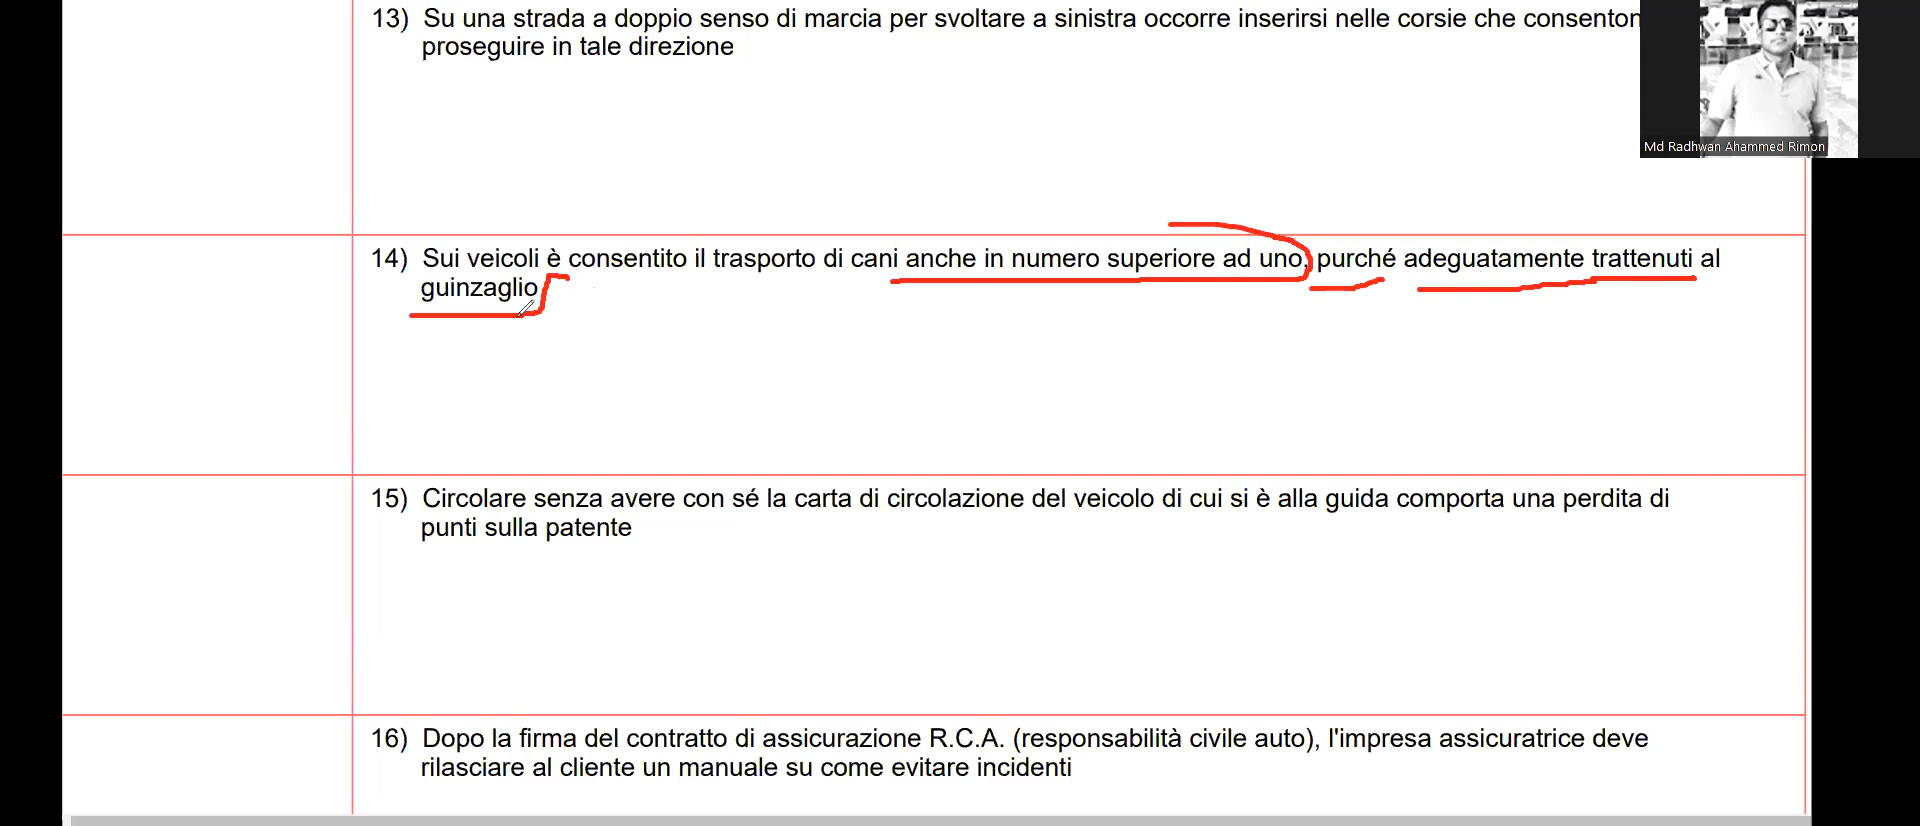 13) Su una strada a doppio senso di marcia per svoltare a sinistra occorre inserirsi nelle corsie che
proseguire in tale direzione
Md Radhwan Ahammed Rimon
14) Sui veicoli è consentito il trasporto di cani anche in numero superiore ad uno, purché adeguatamente trattenuti al
guinzaglio
15) Circolare senza avere con sé la carta di circolazione del veicolo di cui si è alla guida comporta una perdita di
punti sulla patente
16) Dopo la firma del contratto di assicurazione R.C.A. (responsabilità civile auto), l'impresa assicuratrice deve
rilasciare al cliente un manuale su come evitare incidenti